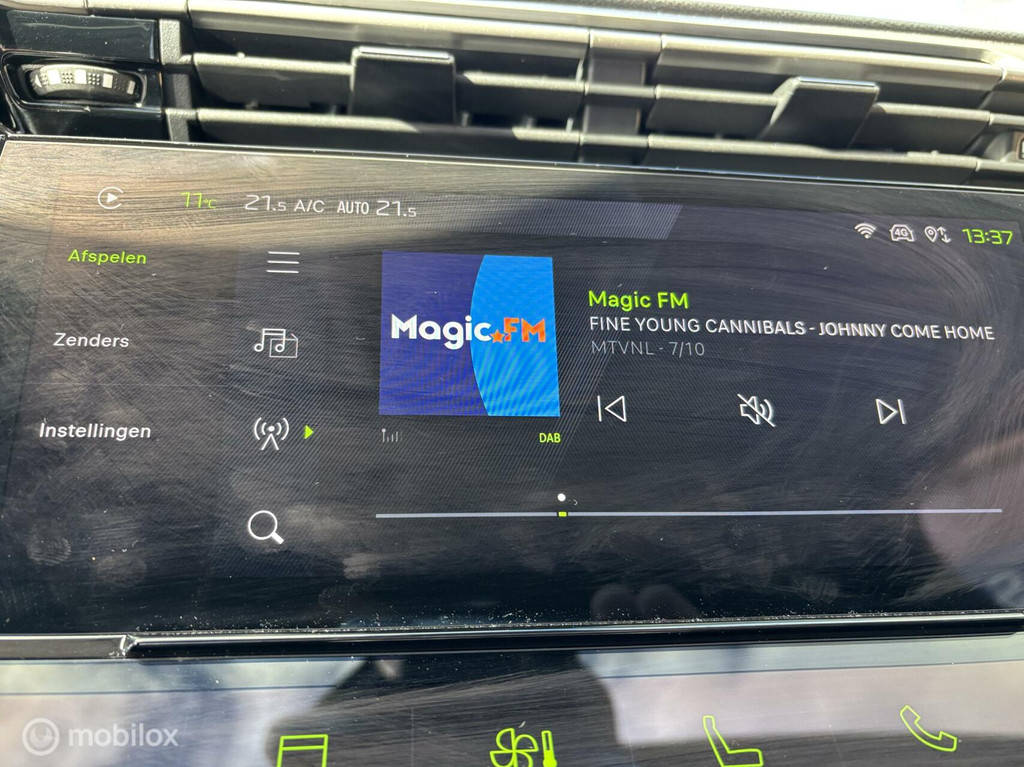 11°C 21.5 A/C AUTO 21.5
4G 13:37
Afspelen
Zenders
Instellingen
Magic FM
Magic FM
FINE YOUNG CANNIBALS - JOHNNY COME HOME
MTVNL - 7/10
DAB
mobilox